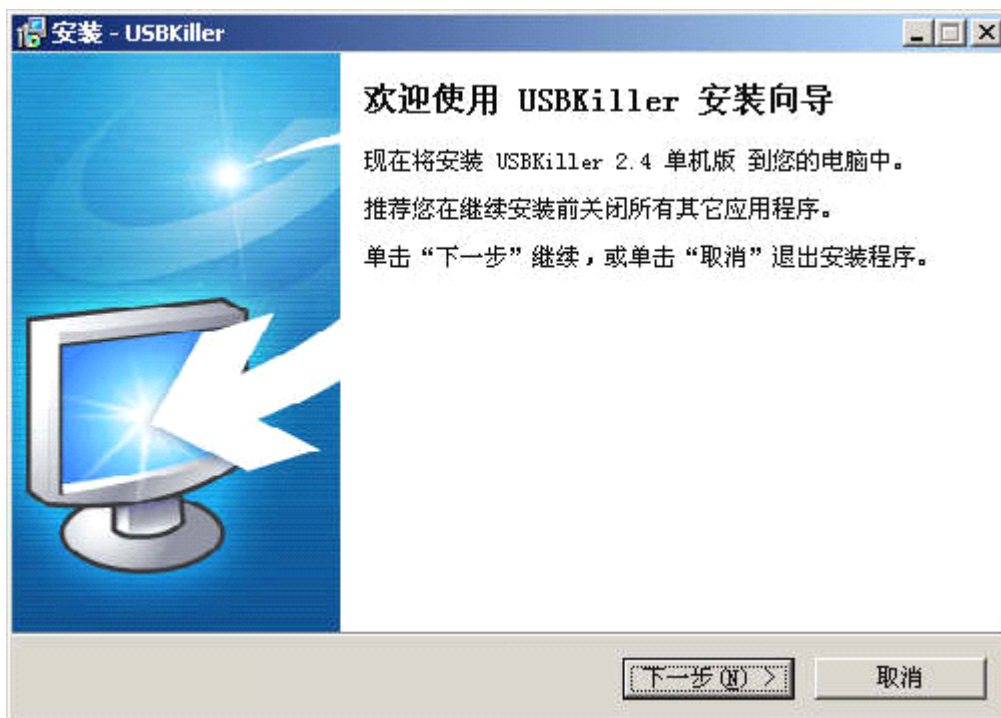 安装 - USBKiller
欢迎使用 USBKiller 安装向导
现在将安装 USBKiller 2.4 单机版 到您的电脑中。
推荐您在继续安装前关闭所有其它应用程序。
单击“下一步”继续，或单击“取消”退出安装程序。
下一步(N) >
取消